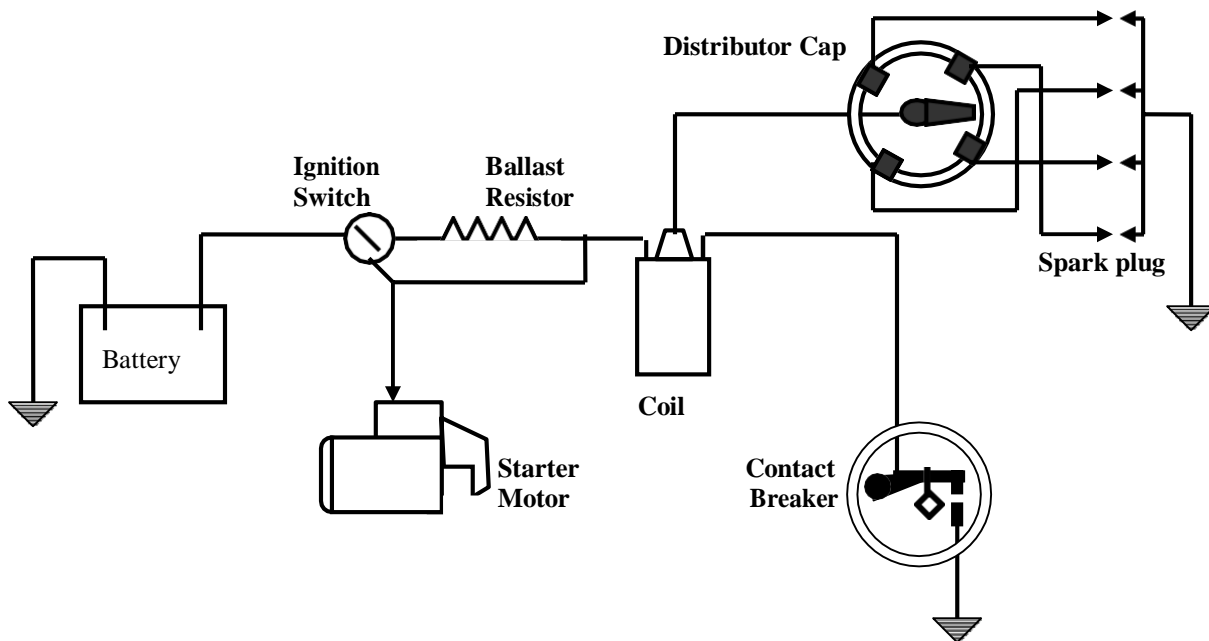 Distributor Cap
Ignition
Switch
Ballast
Resistor
Spark plug
Battery
Coil
Starter
Motor
Contact
Breaker